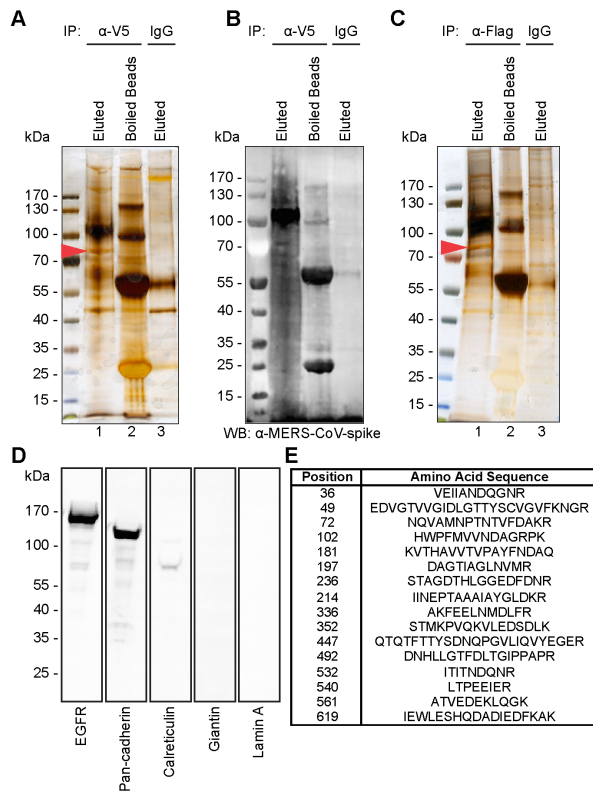 A
IP: α-V5 IgG
Eluted
Boiled Beads
Eluted
kDa
170 -
130 -
100 -
70 -
55 -
40 -
35 -
25 -
15 -
1 2 3
B
IP: α-V5 IgG
Eluted
Boiled Beads
Eluted
kDa
170 -
130 -
100 -
70 -
55 -
40 -
35 -
25 -
15 -
WB: α-MERS-CoV-spike
C
IP: α-Flag IgG
Eluted
Boiled Beads
Eluted
kDa
170 -
130 -
100 -
70 -
55 -
40 -
35 -
25 -
15 -
1 2 3
D
kDa
170 -
100 -
55 -
40 -
35 -
25 -
EGFR
Pan-cadherin
Calreticulin
Giantin
Lamin A
E
Position Amino Acid Sequence
36 VEIIANDQGNR
49 EDVGTVVGIDLGTTYSCVGVFKNGR
72 NQVAMNPTNTVFDAKR
102 HWPFMVVNDAGRPK
181 KVTHAVVTVPAYFNDAQ
197 DAGTIAGLNVMR
236 STAGDTHLGGEDFDNR
214 IINEPTAAAIAYGLDKR
336 AKFEELNMDLFR
352 STMKPVQKVLEDSDLK
447 QTQTFTTYSDNQPGVLIQVYEGER
492 DNHLLGTFDLTGIPPAPR
532 ITITNDQNR
540 LTPEEIER
561 ATVEDEKLQGK
619 IEWLESHQDADIEDFKAK